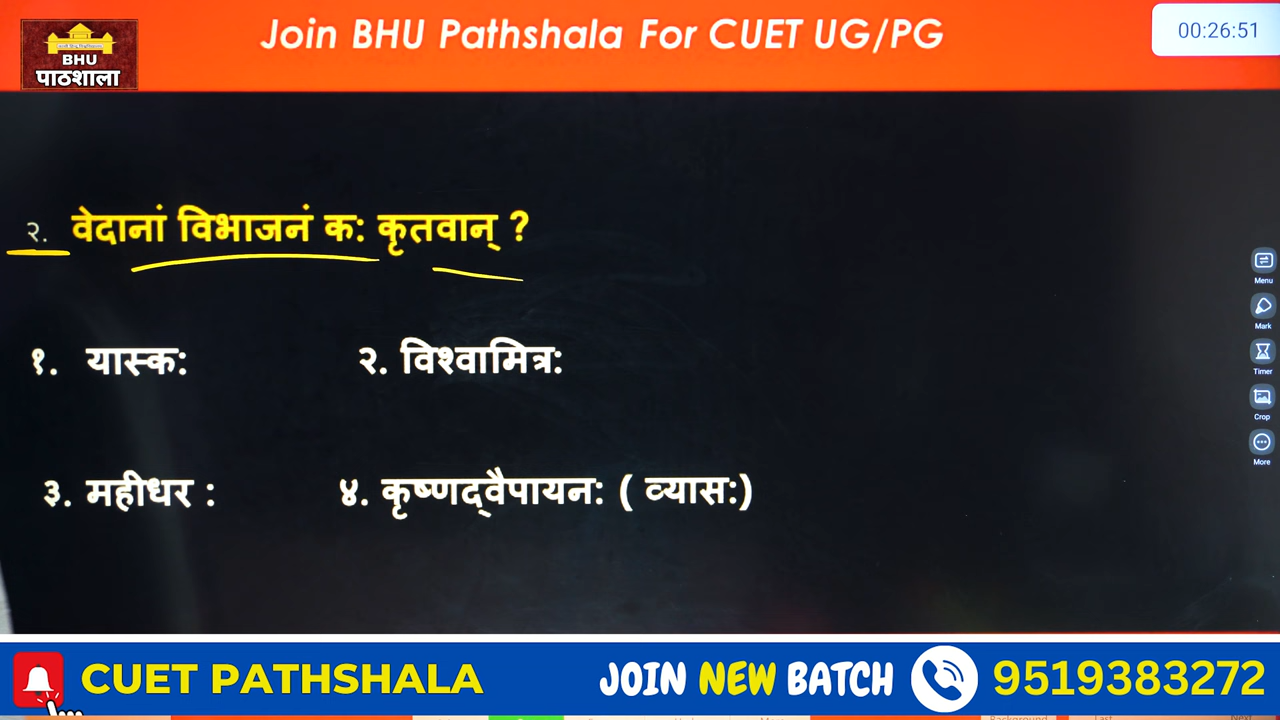 Join BHU Pathshala For CUET UG/PG
00:26:51
BHU
पाठशाला
२. वेदानां विभाजनं क: कृतवान् ?
१. यास्क:
२. विश्वामित्र:
३. महीधर :
४. कृष्णद्वैपायन: ( व्यास:)
Menu
Mark
Timer
Crop
More
CUET PATHSHALA
JOIN NEW BATCH
9519383272